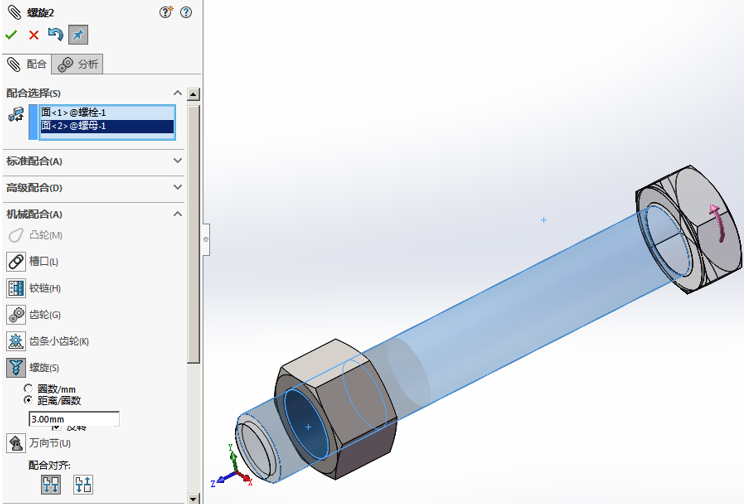 螺旋2
配合
分析
配合选择(S)
面<1>@螺栓-1
面<2>@螺母-1
标准配合(A)
高级配合(D)
机械配合(A)
凸轮(M)
槽口(L)
铰链(H)
齿轮(G)
齿条小齿轮(K)
螺旋(S)
圆数/mm
距离/圆数
3.00mm
反转
万向节(U)
配合对齐:
Y
X
Z